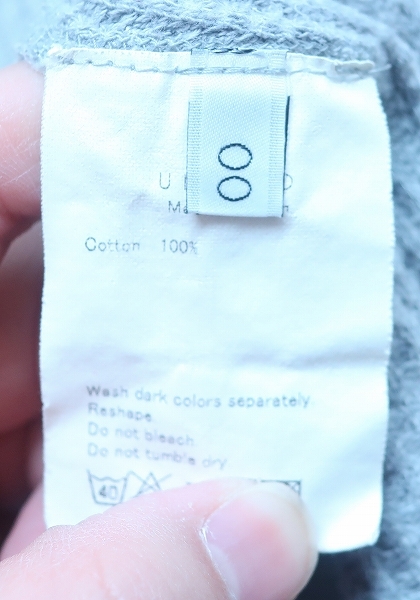 00
Cotton 100%
Wash dark colors separately
Reshape
Do not bleach
Do not tumble dry
40